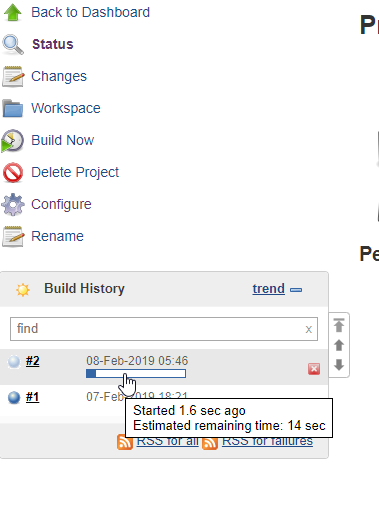 Back to Dashboard
Status
Changes
Workspace
Build Now
Delete Project
Configure
Rename
Build History
trend
find
x
#2
08-Feb-2019 05:46
#1
07-Feb-2019 18:21
Started 1.6 sec ago
Estimated remaining time: 14 sec
RSS for all
RSS for failures
P
Pe